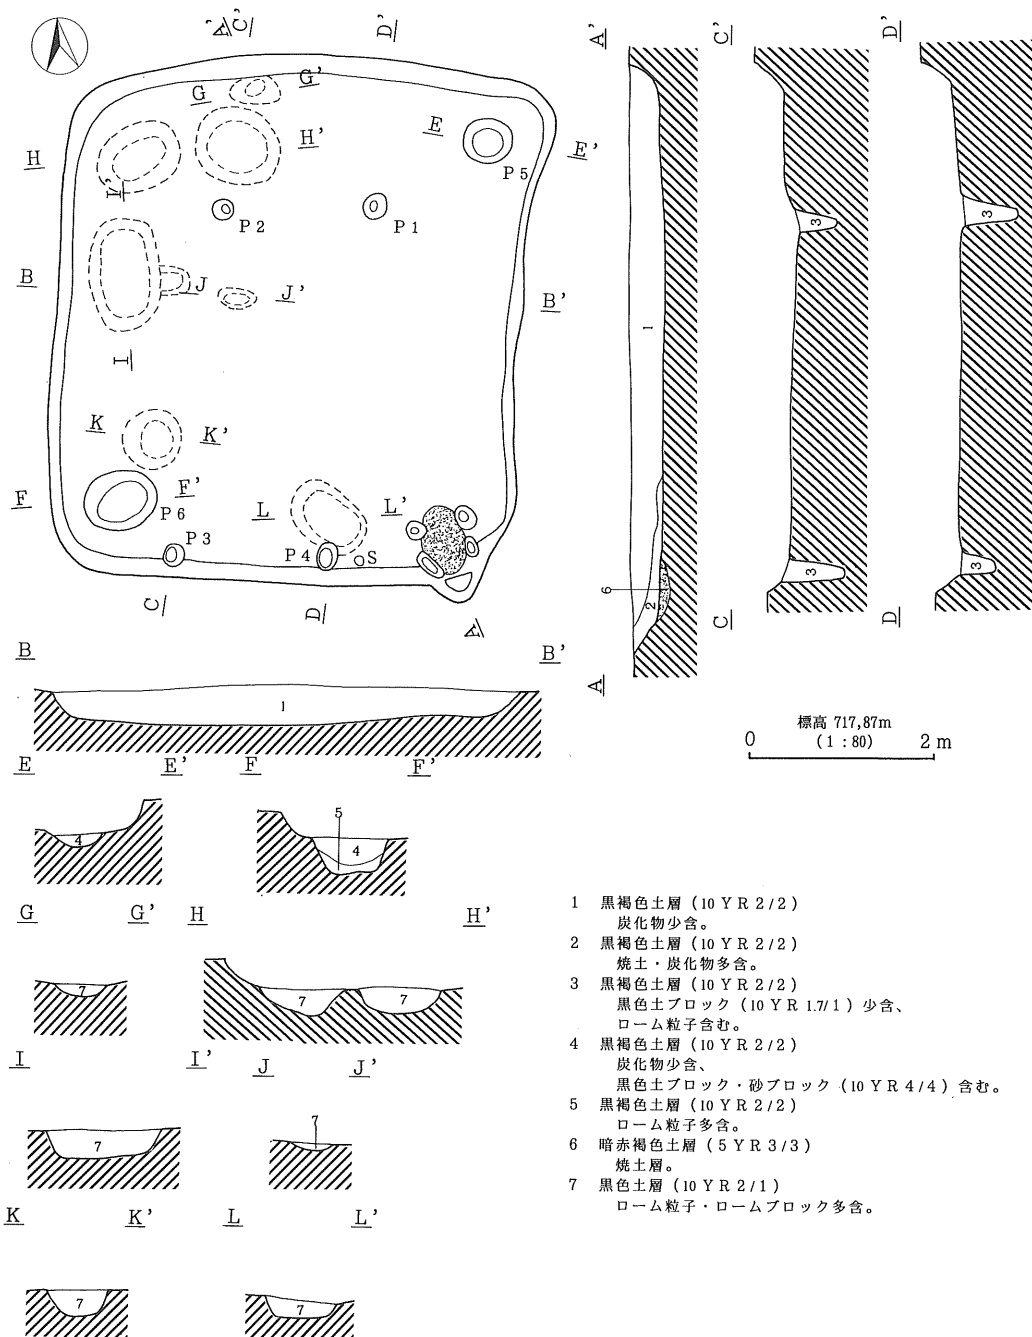 A' C' D'
G G'
H H' E E'
P5
I' P2 P1
B J J' B'
I
K K'
F F' P6 L L'
P3 P4 S
C D A
A' C' D'
1
3
3
6
2
3
3
A C D
B B'
1
標高 717,87m
0 (1:80) 2m
E E' F F'
4
5
4
G G' H H'
7
7 7
I I' J J'
7
7
K K' L L'
7
7
1 黒褐色土層(10YR2/2)
炭化物少含。
2 黒褐色土層(10YR2/2)
焼土・炭化物多含。
3 黒褐色土層(10YR2/2)
黒色土ブロック(10YR1.7/1)少含、
ローム粒子含む。
4 黒褐色土層(10YR2/2)
炭化物少含、
黒色土ブロック・砂ブロック(10YR4/4)含む。
5 黒褐色土層(10YR2/2)
ローム粒子多含。
6 暗赤褐色土層(5YR3/3)
焼土層。
7 黒色土層(10YR2/1)
ローム粒子・ロームブロック多含。